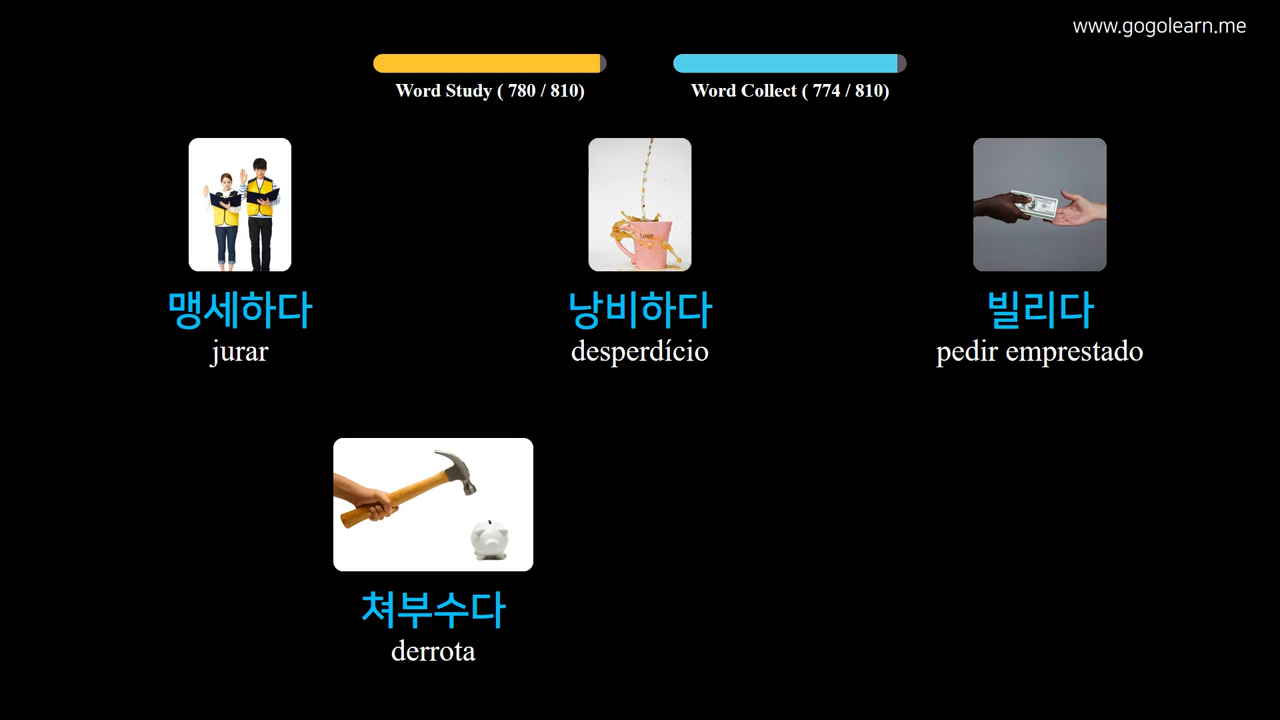 www.gogolearn.me
Word Study ( 780 / 810)
Word Collect ( 774 / 810)
Love
맹세하다
jurar
낭비하다
desperdício
빌리다
pedir emprestado
쳐부수다
derrota